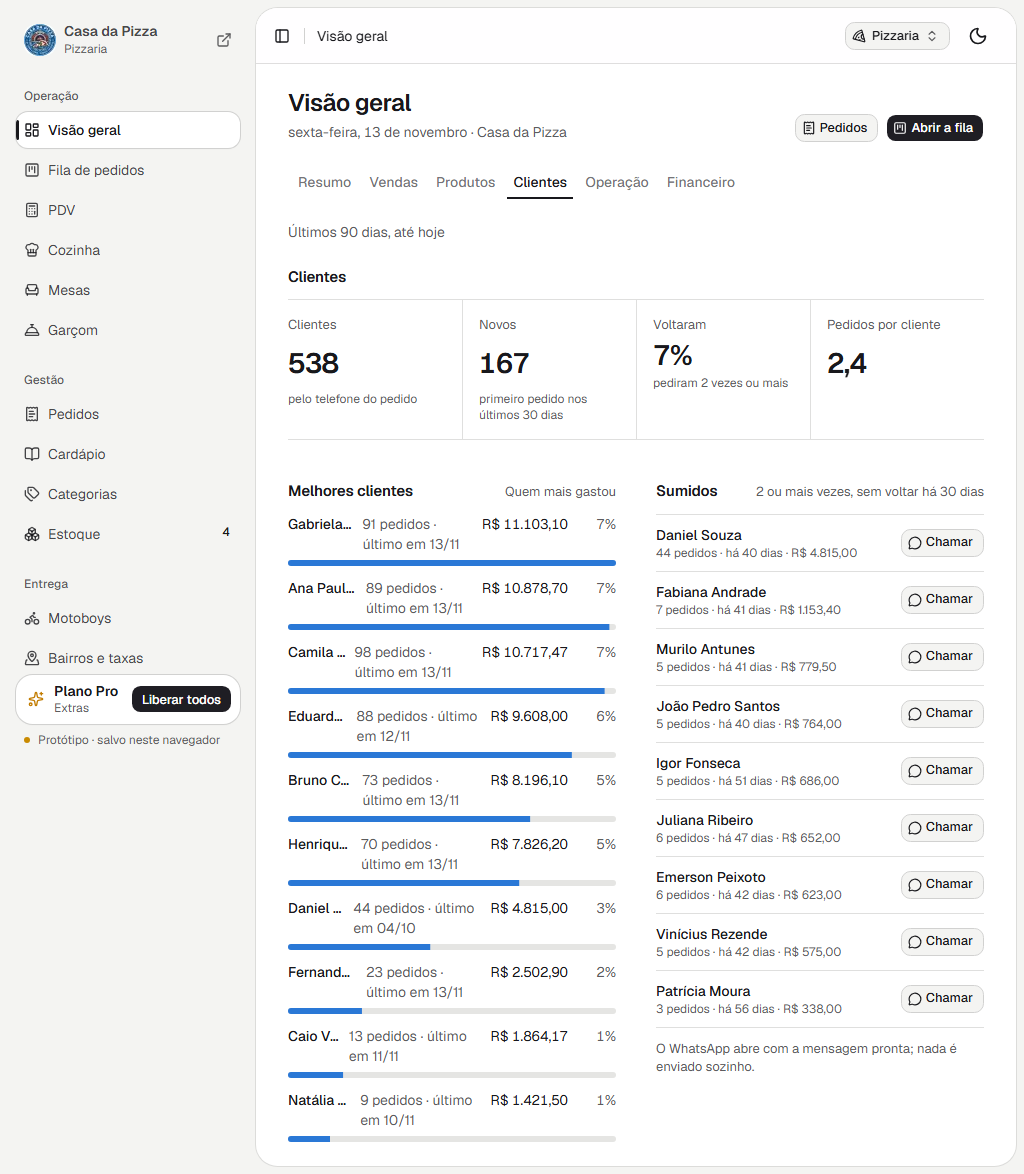 Casa da Pizza
Pizzaria
Operação
Visão geral
Fila de pedidos
PDV
Cozinha
Mesas
Garçom
Gestão
Pedidos
Cardápio
Categorias
Estoque 4
Entrega
Motoboys
Bairros e taxas
Plano Pro
Extras
Liberar todos
Protótipo · salvo neste navegador
Visão geral
Pizzaria
Visão geral
sexta-feira, 13 de novembro · Casa da Pizza
Pedidos
Abrir a fila
Resumo Vendas Produtos Clientes Operação Financeiro
Últimos 90 dias, até hoje
Clientes
Clientes
538
pelo telefone do pedido
Novos
167
primeiro pedido nos
últimos 30 dias
Voltaram
7%
pediram 2 vezes ou mais
Pedidos por cliente
2,4
Melhores clientes Quem mais gastou
Gabriela... 91 pedidos · R$ 11.103,10 7%
último em 13/11
Ana Paul... 89 pedidos · R$ 10.878,70 7%
último em 13/11
Camila ... 98 pedidos · R$ 10.717,47 7%
último em 13/11
Eduard... 88 pedidos · último R$ 9.608,00 6%
em 12/11
Bruno C... 73 pedidos · R$ 8.196,10 5%
último em 13/11
Henriqu... 70 pedidos · R$ 7.826,20 5%
último em 13/11
Daniel ... 44 pedidos · último R$ 4.815,00 3%
em 04/10
Fernand... 23 pedidos · R$ 2.502,90 2%
último em 13/11
Caio V... 13 pedidos · último R$ 1.864,17 1%
em 11/11
Natália ... 9 pedidos · último R$ 1.421,50 1%
em 10/11
Sumidos 2 ou mais vezes, sem voltar há 30 dias
Daniel Souza
44 pedidos · há 40 dias · R$ 4.815,00
Chamar
Fabiana Andrade
7 pedidos · há 41 dias · R$ 1.153,40
Chamar
Murilo Antunes
5 pedidos · há 41 dias · R$ 779,50
Chamar
João Pedro Santos
5 pedidos · há 40 dias · R$ 764,00
Chamar
Igor Fonseca
5 pedidos · há 51 dias · R$ 686,00
Chamar
Juliana Ribeiro
6 pedidos · há 47 dias · R$ 652,00
Chamar
Emerson Peixoto
6 pedidos · há 42 dias · R$ 623,00
Chamar
Vinícius Rezende
5 pedidos · há 42 dias · R$ 575,00
Chamar
Patrícia Moura
3 pedidos · há 56 dias · R$ 338,00
Chamar
O WhatsApp abre com a mensagem pronta; nada é
enviado sozinho.